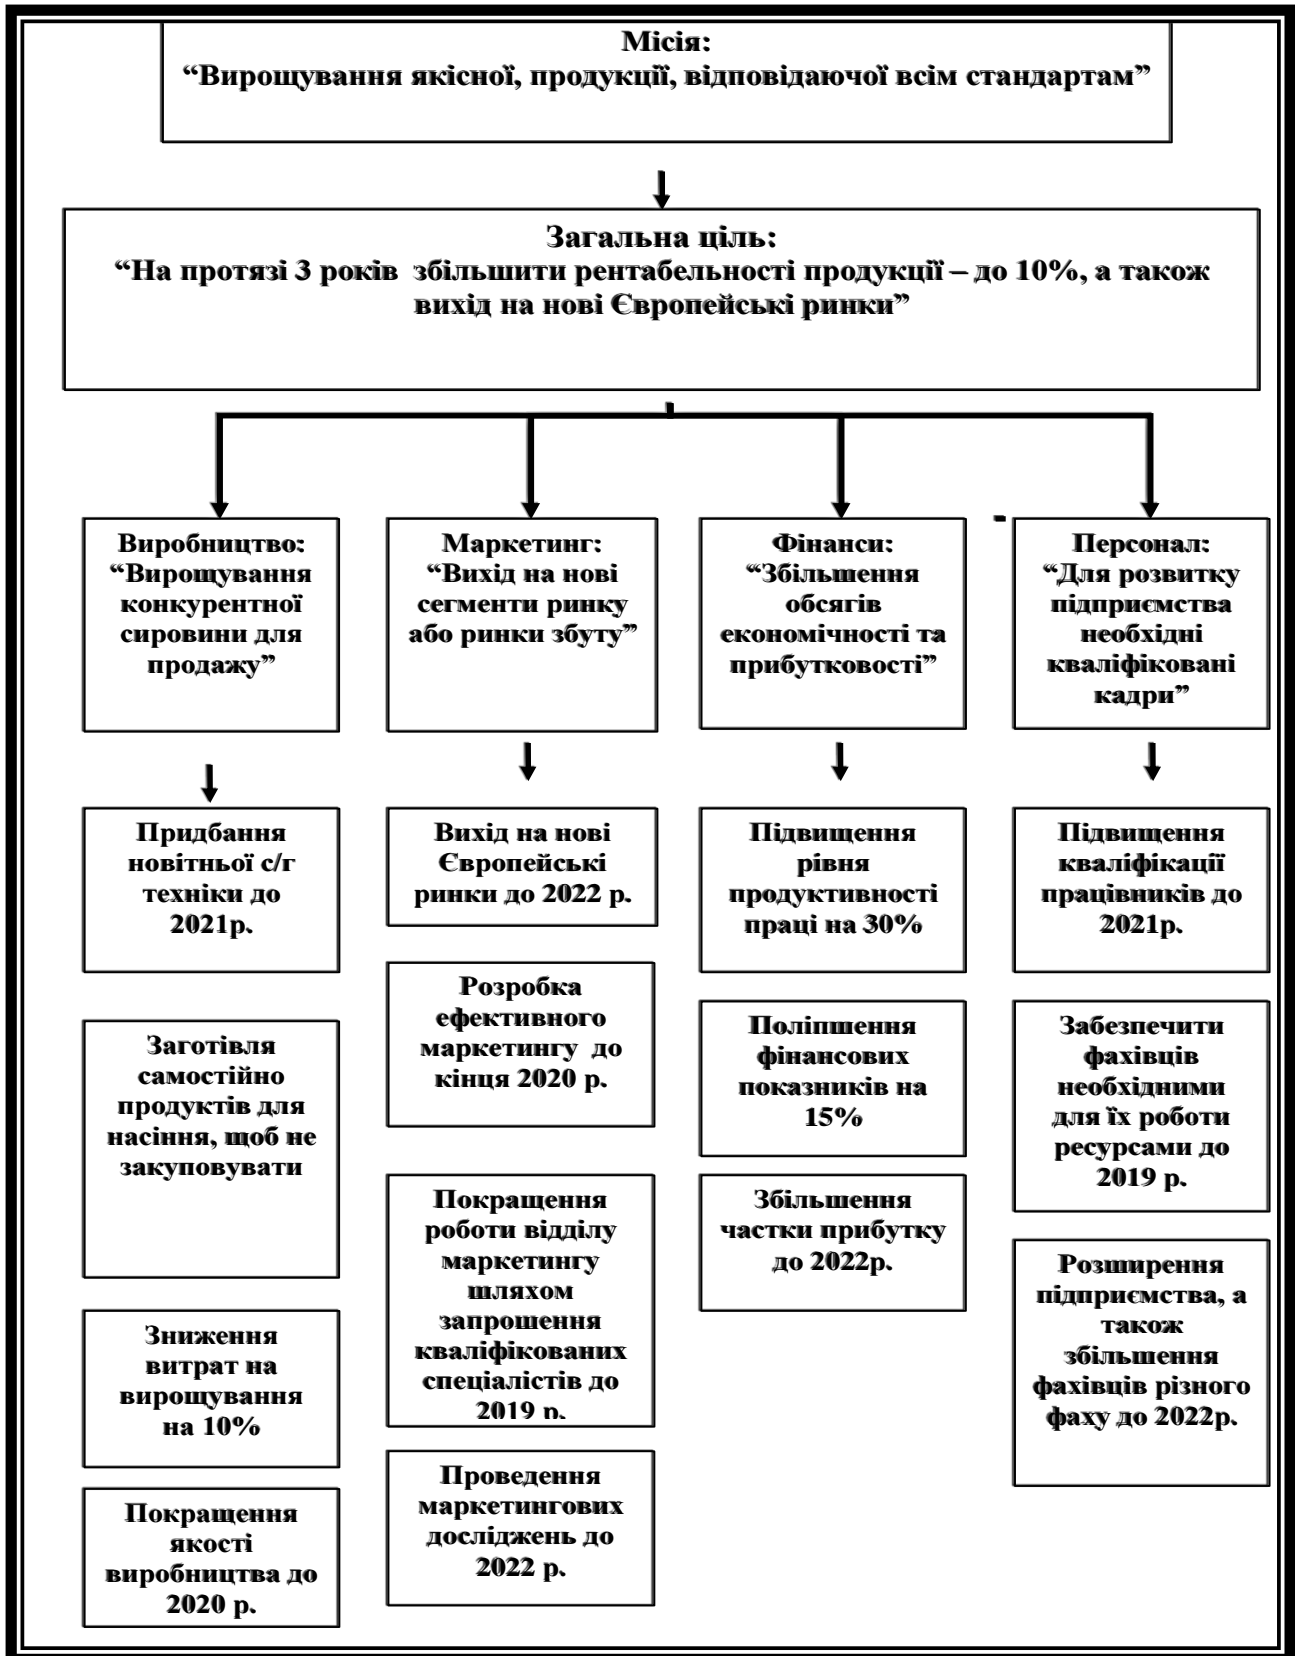 Місія:
“Вирощування якісної, продукції, відповідаючої всім стандартам”
Загальна ціль:
“На протязі 3 років збільшити рентабельності продукції – до 10%, а також
вихід на нові Європейські ринки”
Виробництво:
“Вирощування
конкурентної
сировини для
продажу”
Маркетинг:
“Вихід на нові
сегменти ринку
або ринки збуту”
Фінанси:
“Збільшення
обсягів
економічності та
прибутковості”
Персонал:
“Для розвитку
підприємства
необхідні
кваліфіковані
кадри”
Придбання
новітньої с/г
техніки до
2021р.
Заготівля
самостійно
продуктів для
насіння, щоб не
закуповувати
Зниження
витрат на
вирощування
на 10%
Покращення
якості
виробництва до
2020 р.
Вихід на нові
Європейські
ринки до 2022 р.
Розробка
ефективного
маркетингу до
кінця 2020 р.
Покращення
роботи відділу
маркетингу
шляхом
запрошення
кваліфікованих
спеціалістів до
2019 р.
Проведення
маркетингових
досліджень до
2022 р.
Підвищення
рівня
продуктивності
праці на 30%
Поліпшення
фінансових
показників на
15%
Збільшення
частки прибутку
до 2022р.
Підвищення
кваліфікації
працівників до
2021р.
Забезпечити
фахівців
необхідними
для їх роботи
ресурсами до
2019 р.
Розширення
підприємства, а
також
збільшення
фахівців різного
фаху до 2022р.